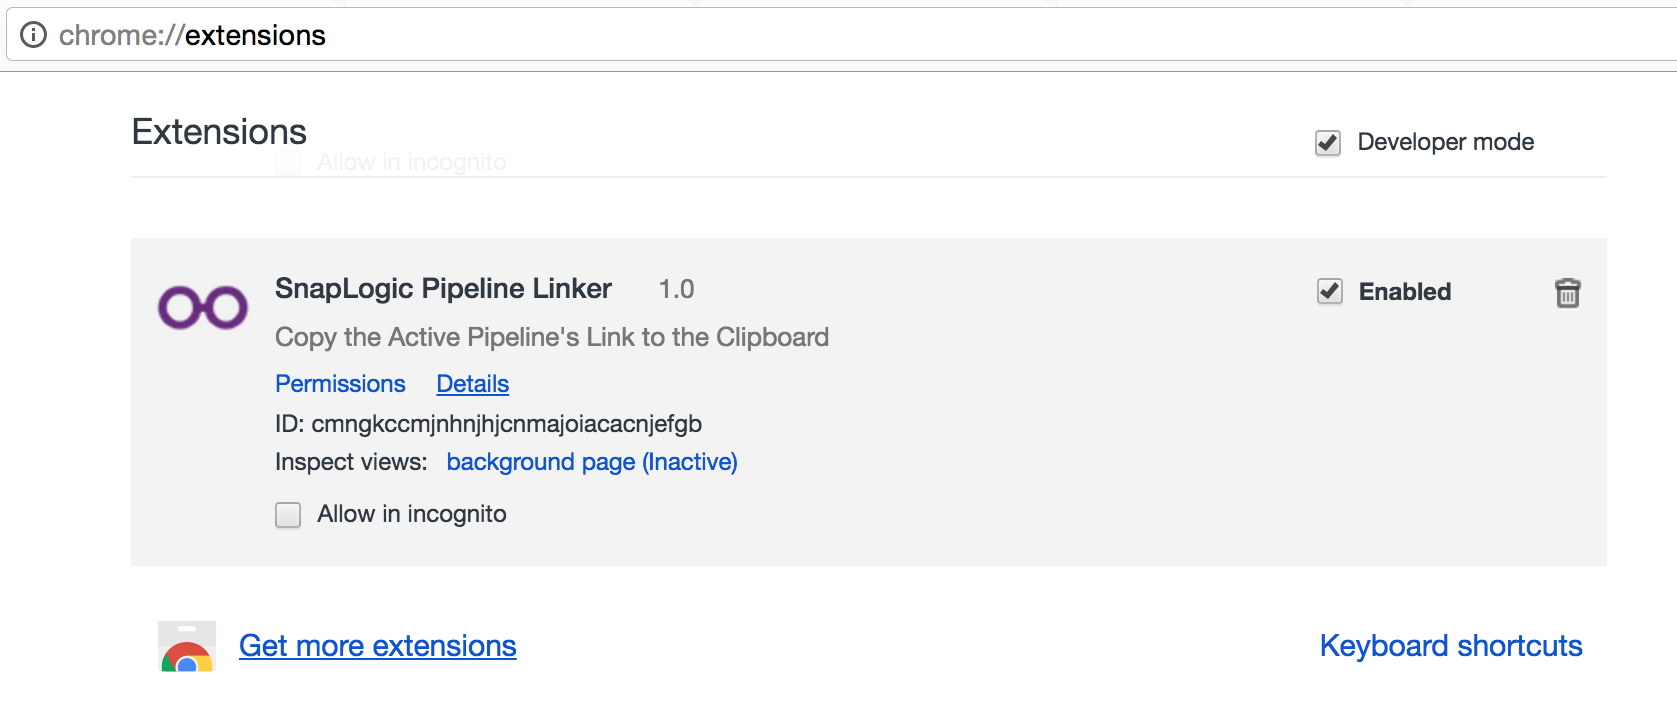 chrome://extensions
Extensions
Allow in incognito
Developer mode
SnapLogic Pipeline Linker 1.0
Enabled
Copy the Active Pipeline's Link to the Clipboard
Permissions Details
ID: cmngkccmjnhnjhjcnmajoiacacnjefgb
Inspect views: background page (Inactive)
Allow in incognito
Get more extensions
Keyboard shortcuts